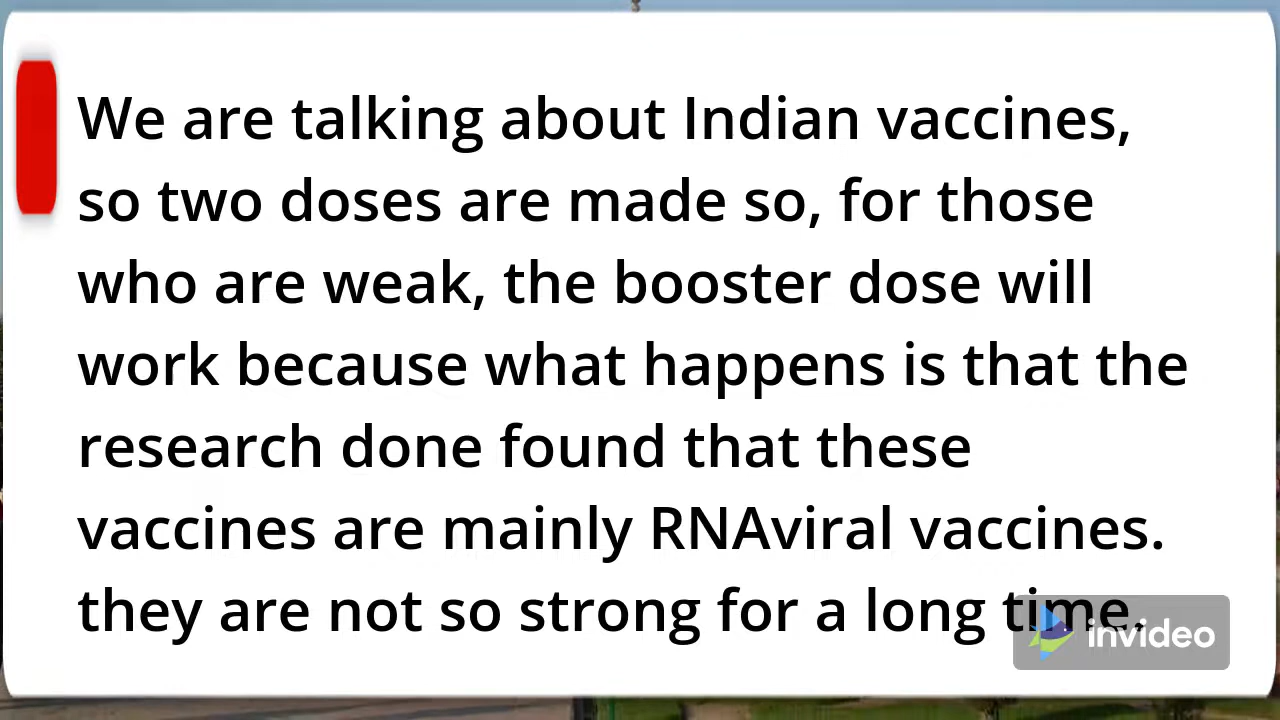 We are talking about Indian vaccines,
so two doses are made so, for those
who are weak, the booster dose will
work because what happens is that the
research done found that these
vaccines are mainly RNAviral vaccines.
they are not so strong for a long time.
invideo